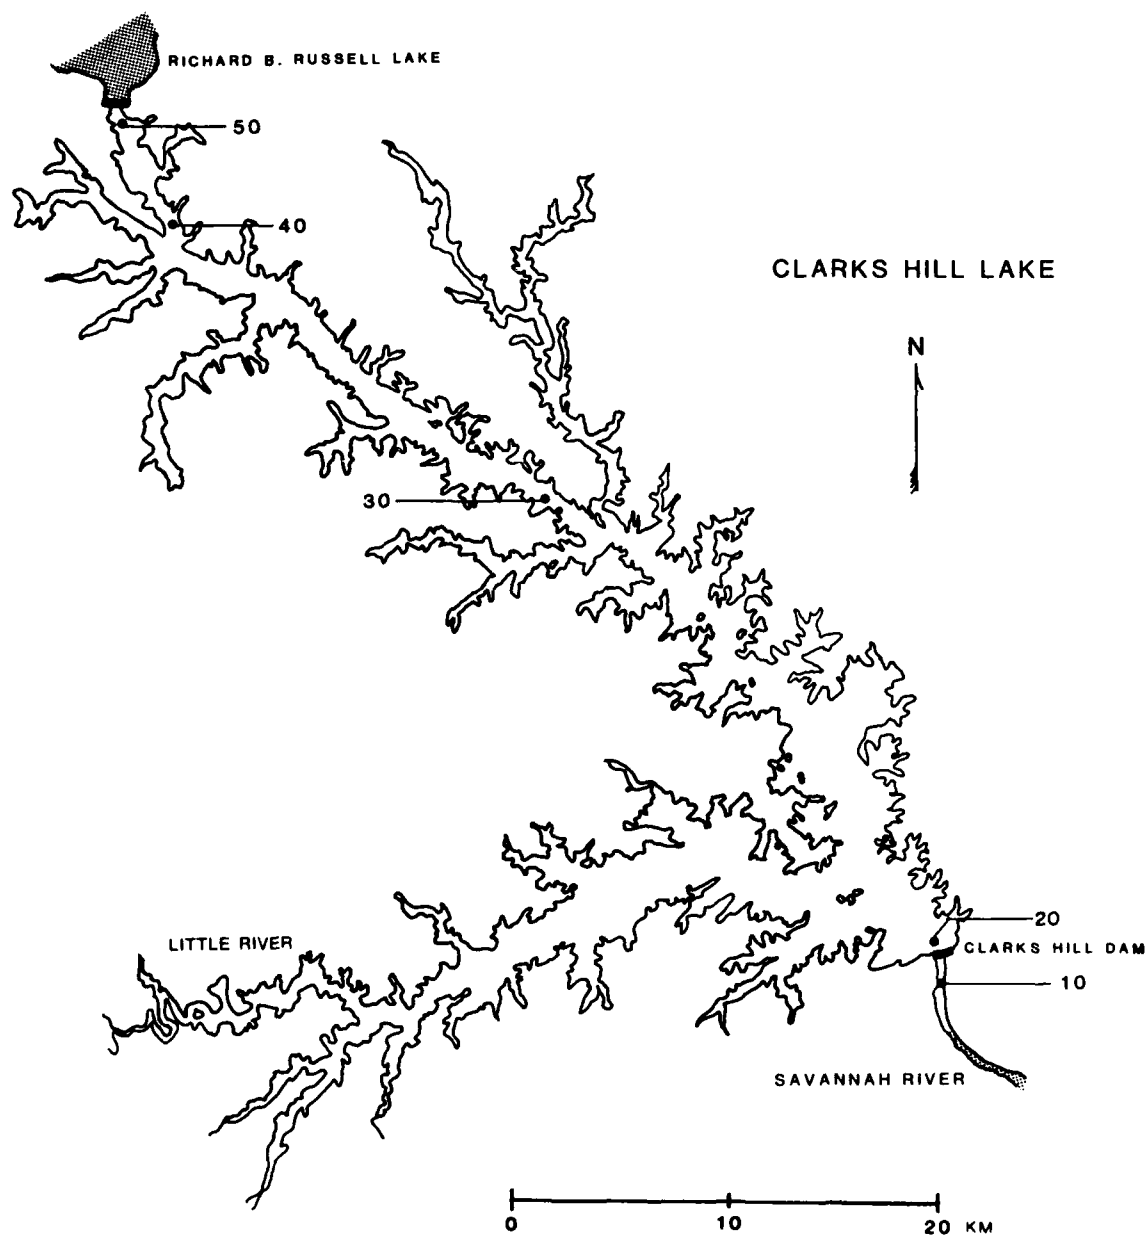 RICHARD B. RUSSELL LAKE
50
40
CLARKS HILL LAKE
N
30
20
LITTLE RIVER
CLARKS HILL DAM
10
SAVANNAH RIVER
0 10 20 KM